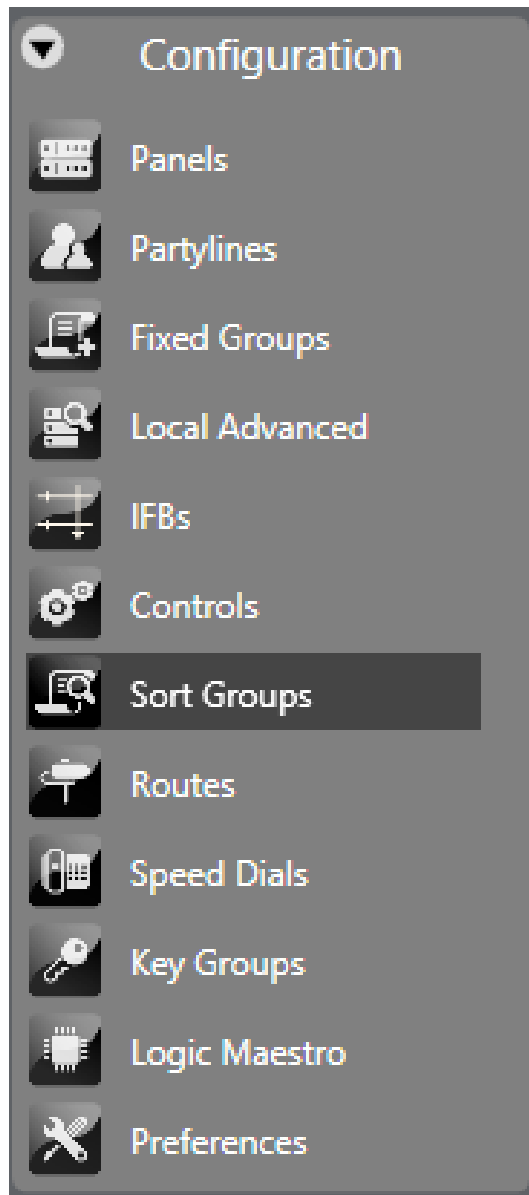 Configuration
Panels
Partylines
Fixed Groups
Local Advanced
IFBs
Controls
Sort Groups
Routes
Speed Dials
Key Groups
Logic Maestro
Preferences